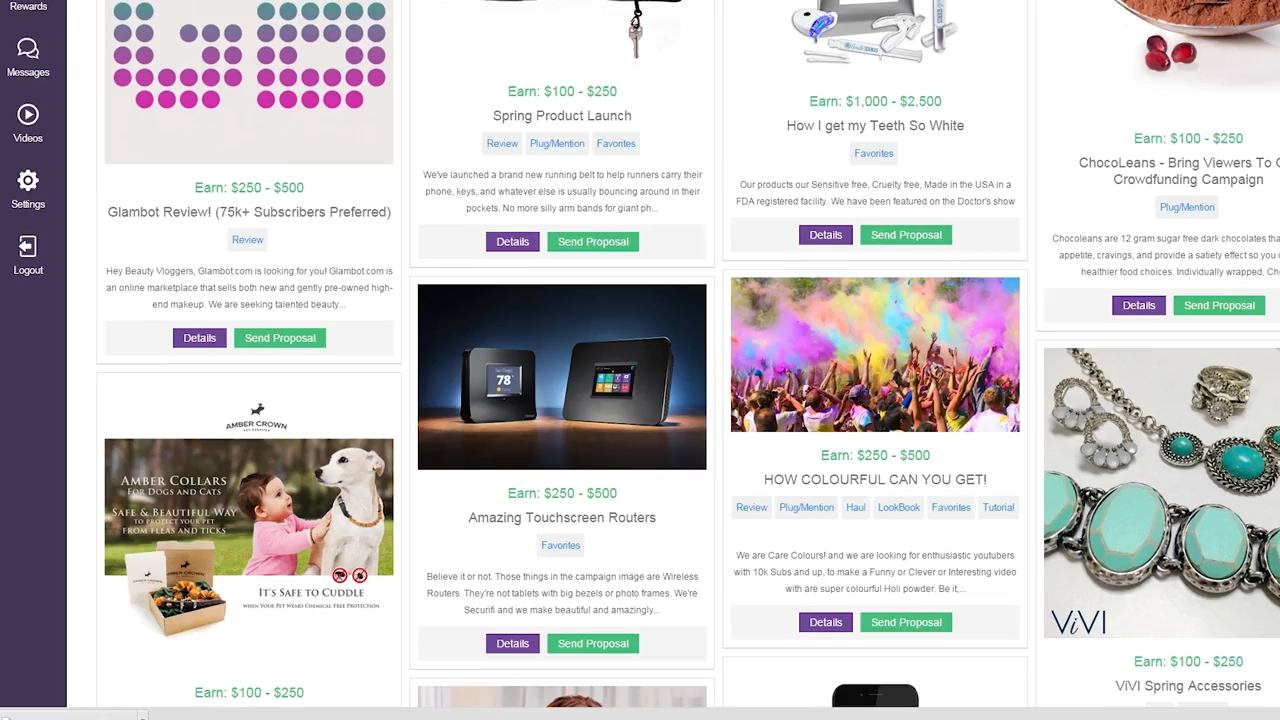 Rewards
Messages
Videos
Settings
Logout
Earn: $250 - $500
Glambot Review! (75k+ Subscribers Preferred)
Review
Hey Beauty Vloggers, Glambot.com is looking for you! Glambot.com is
an online marketplace that sells both new and gently pre-owned high-
end makeup. We are seeking talented beauty...
Details Send Proposal
AMBER CROWN
PET SUPPLIES
AMBER COLLARS
FOR DOGS AND CATS
SAFE & BEAUTIFUL WAY
TO PROTECT YOUR PET
FROM FLEAS AND TICKS
IT'S SAFE TO CUDDLE
WHEN YOUR PET WEARS CHEMICAL-FREE PROTECTION
Earn: $100 - $250
Earn: $100 - $250
Spring Product Launch
Review Plug/Mention Favorites
We've launched a brand new running belt to help runners carry their
phone, keys, and whatever else is usually bouncing around in their
pockets. No more silly arm bands for giant ph...
Details Send Proposal
78°
Earn: $250 - $500
Amazing Touchscreen Routers
Favorites
Believe it or not. Those things in the campaign image are Wireless
Routers. They're not tablets with big bezels or photo frames. We're
Securifi and we make beautiful and amazingly...
Details Send Proposal
Earn: $1,000 - $2,500
How I get my Teeth So White
Favorites
Our products our Sensitive free, Cruelty free, Made in the USA in a
FDA registered facility. We have been featured on the Doctor's show
Details Send Proposal
Earn: $250 - $500
HOW COLOURFUL CAN YOU GET!
Review Plug/Mention Haul LookBook Favorites Tutorial
We are Care Colours! and we are looking for enthusiastic youtubers
with 10k Subs and up, to make a Funny or Clever or Interesting video
with are super colourful Holi powder. Be it,...
Details Send Proposal
Earn: $100 - $250
ChocoLeans - Bring Viewers To
Crowdfunding Campaign
Plug/Mention
Chocoleans are 12 gram sugar free dark chocolates
appetite, cravings, and provide a satiety effect so you
healthier food choices. Individually wrapped,
Details Send Proposal
ViVI
Earn: $100 - $250
ViVI Spring Accessories